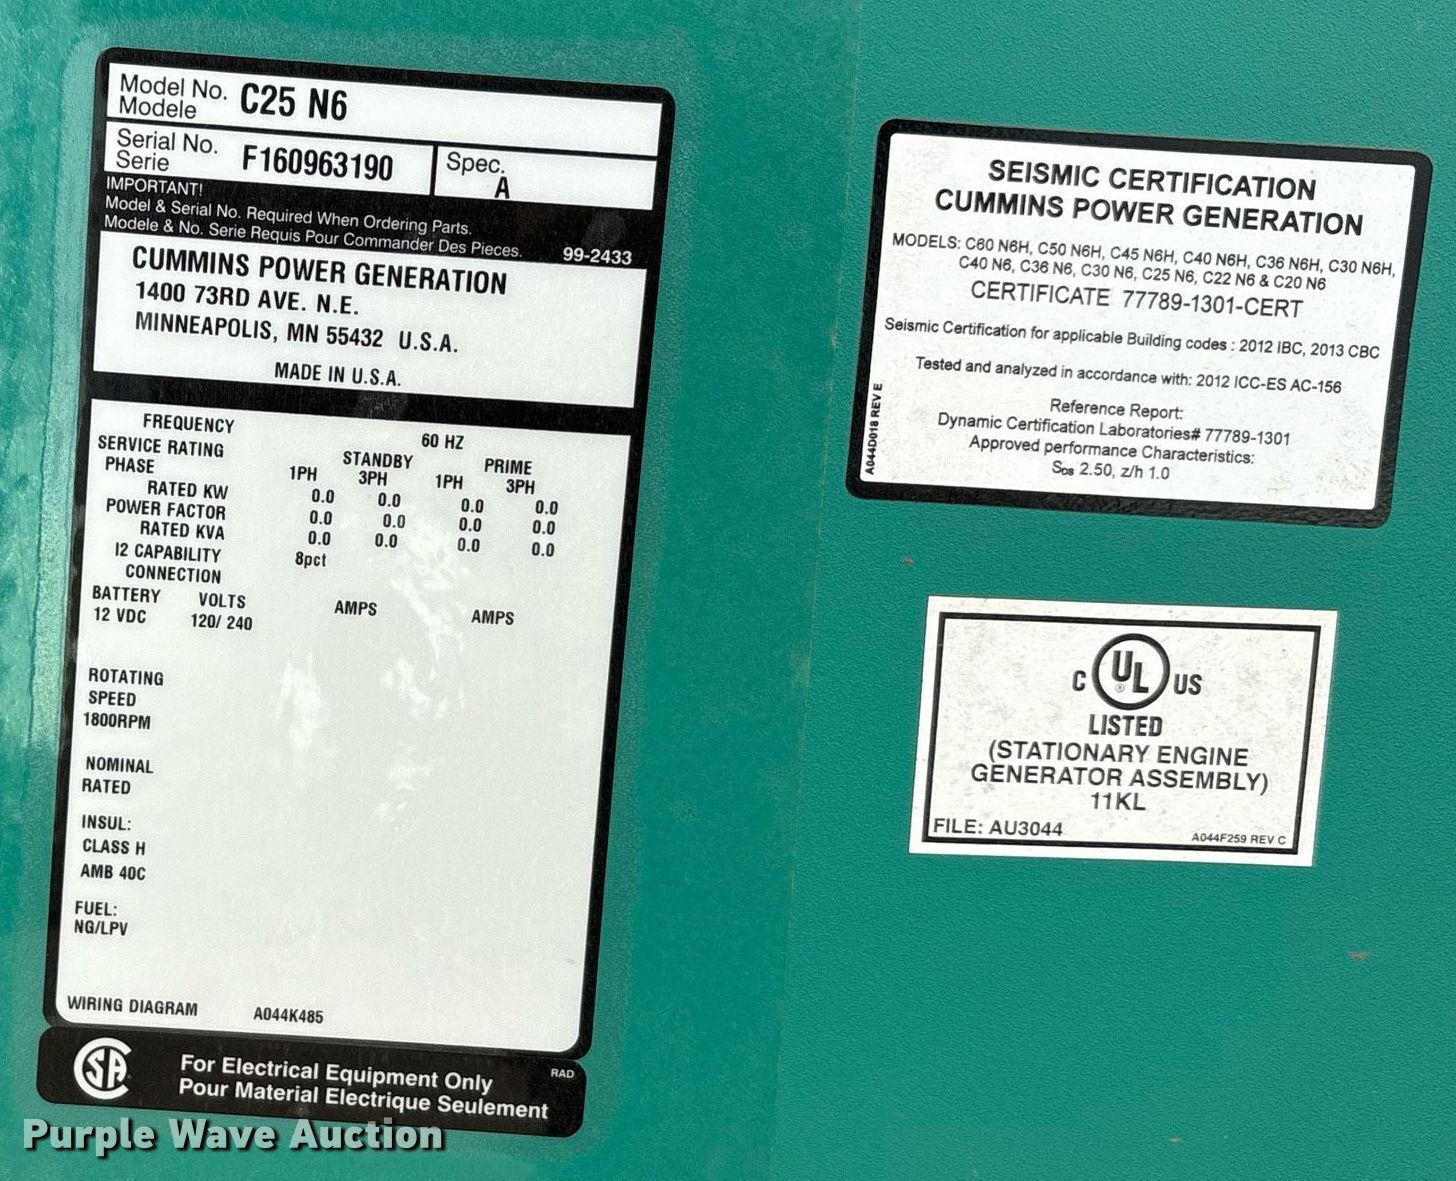 Model No. C25 N6
Modele
Serial No. F160963190 Spec.
Serie A
IMPORTANT!
Model & Serial No. Required When Ordering Parts.
Modele & No. Serie Requis Pour Commander Des Pieces. 99-2433
CUMMINS POWER GENERATION
1400 73RD AVE. N.E.
MINNEAPOLIS, MN 55432 U.S.A.
MADE IN U.S.A.
FREQUENCY 60 HZ
SERVICE RATING STANDBY PRIME
PHASE 1PH 3PH 1PH 3PH
RATED KW 0.0 0.0 0.0 0.0
POWER FACTOR 0.0 0.0 0.0 0.0
RATED KVA 0.0 0.0 0.0 0.0
I2 CAPABILITY 8pct
CONNECTION
BATTERY VOLTS AMPS AMPS
12 VDC 120/ 240
ROTATING
SPEED
1800RPM
NOMINAL
RATED
INSUL:
CLASS H
AMB 40C
FUEL:
NG/LPV
WIRING DIAGRAM A044K485
SA For Electrical Equipment Only RAD
Pour Material Electrique Seulement
SEISMIC CERTIFICATION
CUMMINS POWER GENERATION
MODELS: C60 N6H, C50 N6H, C45 N6H, C40 N6H, C36 N6H, C30 N6H,
C40 N6, C36 N6, C30 N6, C25 N6, C22 N6 & C20 N6
CERTIFICATE 77789-1301-CERT
Seismic Certification for applicable Building codes : 2012 IBC, 2013 CBC
Tested and analyzed in accordance with: 2012 ICC-ES AC-156
Reference Report:
Dynamic Certification Laboratories# 77789-1301
Approved performance Characteristics:
SDS 2.50, z/h 1.0
A044D018 REV E
C UL® US
LISTED
(STATIONARY ENGINE
GENERATOR ASSEMBLY)
11KL
FILE: AU3044 A044F259 REV C
Purple Wave Auction